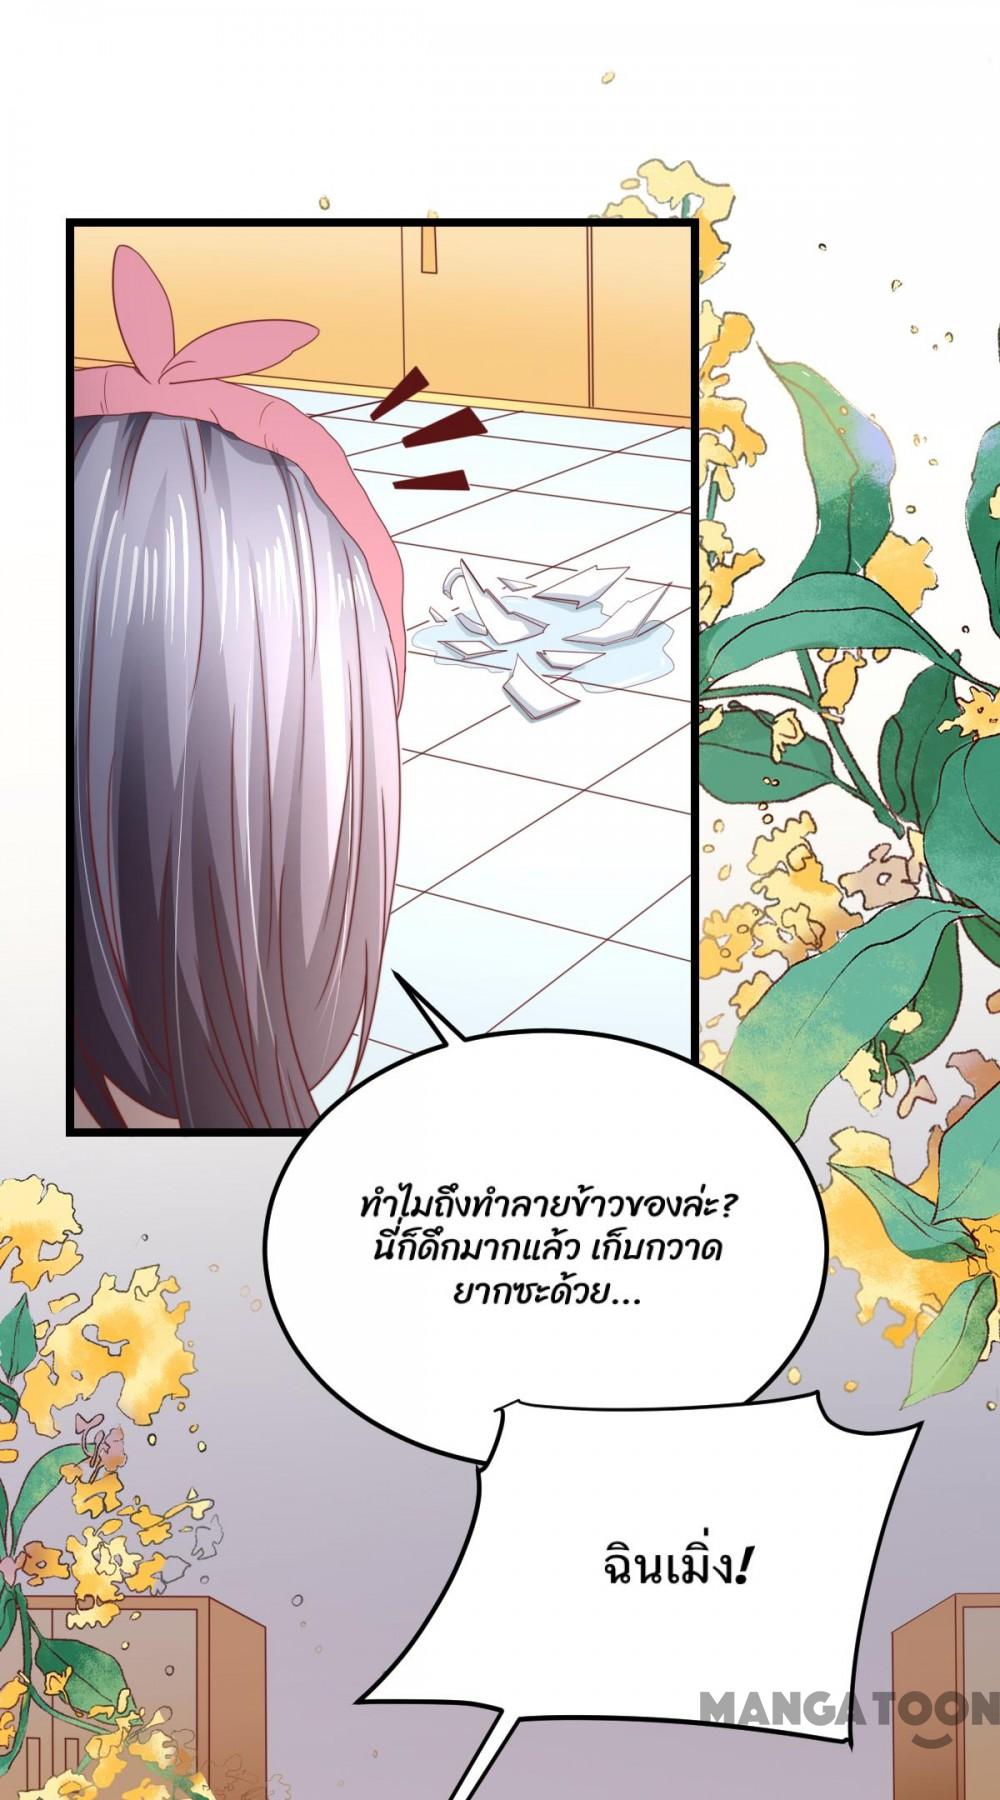 ทำไมถึงทำลายข้าวของล่ะ?
นี่ก็ดึกมากแล้ว เก็บกวาด
ยากซะด้วย...
ฉินเมิ่ง!
MANGATOON